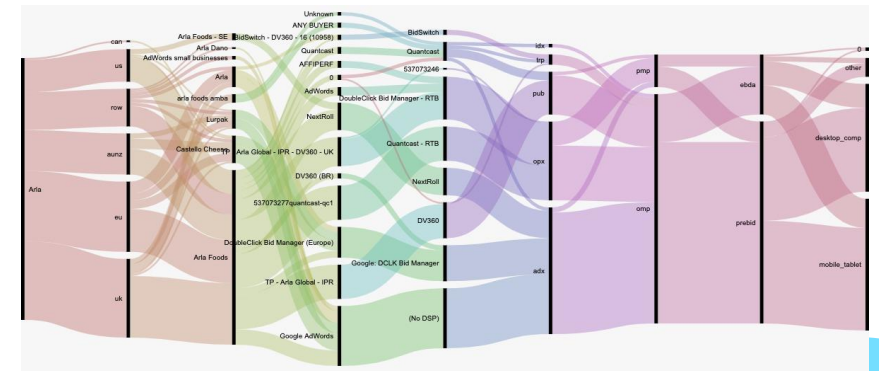 Arla
can
us
row
aunz
eu
uk
Arla Foods - SE
Arla Dano
AdWords small businesses
Arla
arla foods amba
Lurpak
Castello Cheese
Arla Foods
Unknown
ANY BUYER
BidSwitch - DV360 - 16 (10958)
Quantcast
AFFIPERF
0
AdWords
NextRoll
TP - Arla Global - IPR - DV360 - UK
DV360 (BR)
537073277quantcast-qc1
DoubleClick Bid Manager (Europe)
TP - Arla Global - IPR
Google AdWords
BidSwitch
Quantcast
537073246
DoubleClick Bid Manager - RTB
Quantcast - RTB
NextRoll
DV360
Google: DCLK Bid Manager
(No DSP)
idx
trp
pub
opx
adx
pmp
omp
ebda
prebid
0
other
desktop_comp
mobile_tablet